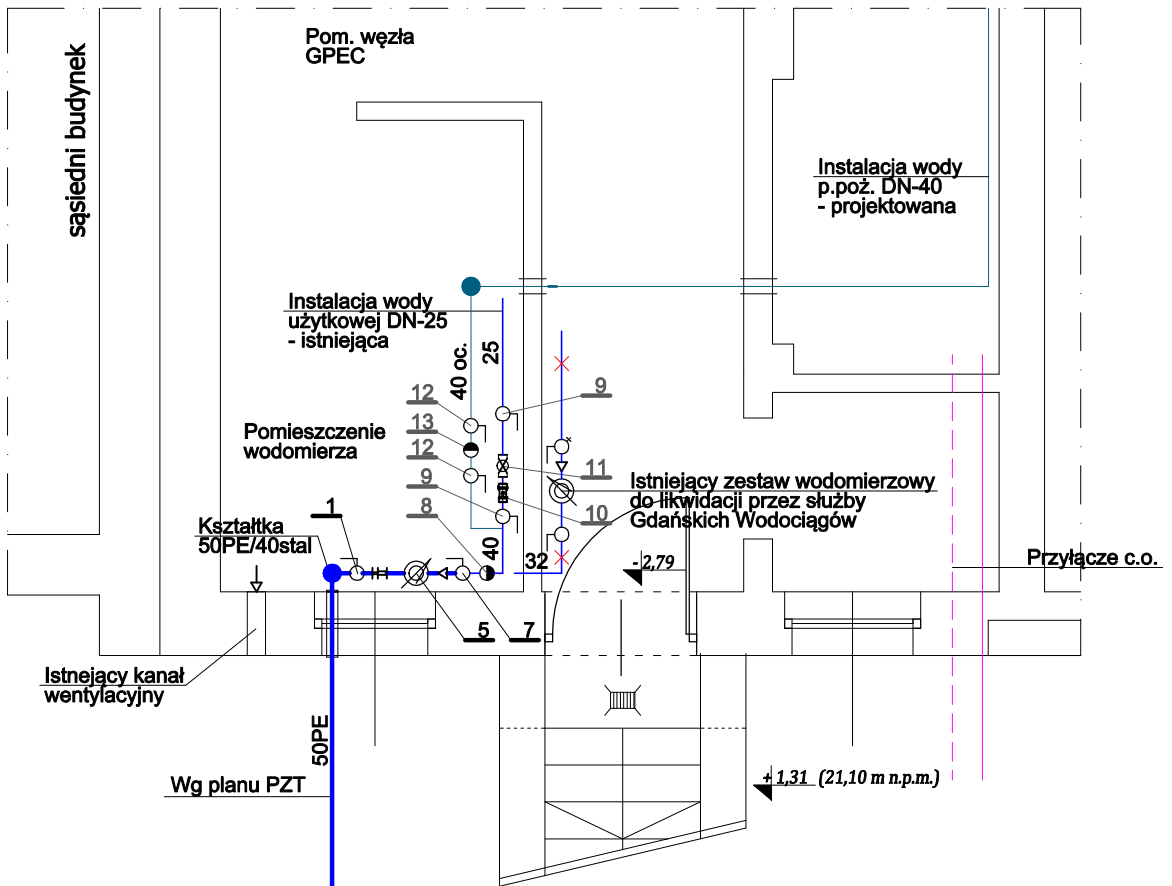 Pom. węzła
GPEC
sąsiedni budynek
Instalacja wody
p.poż. DN-40
- projektowana
Instalacja wody
użytkowej DN-25
- istniejąca
40 oc.
25
12
9
13
Pomieszczenie
wodomierza
12
11
9
Istniejący zestaw wodomierzowy
do likwidacji przez służby
Gdańskich Wodociągów
8
10
1
Kształtka
50PE/40stal
40
32
- 2,79
Przyłącze c.o.
5
7
Istnejący kanał
wentylacyjny
50PE
Wg planu PZT
+ 1,31 (21,10 m n.p.m.)